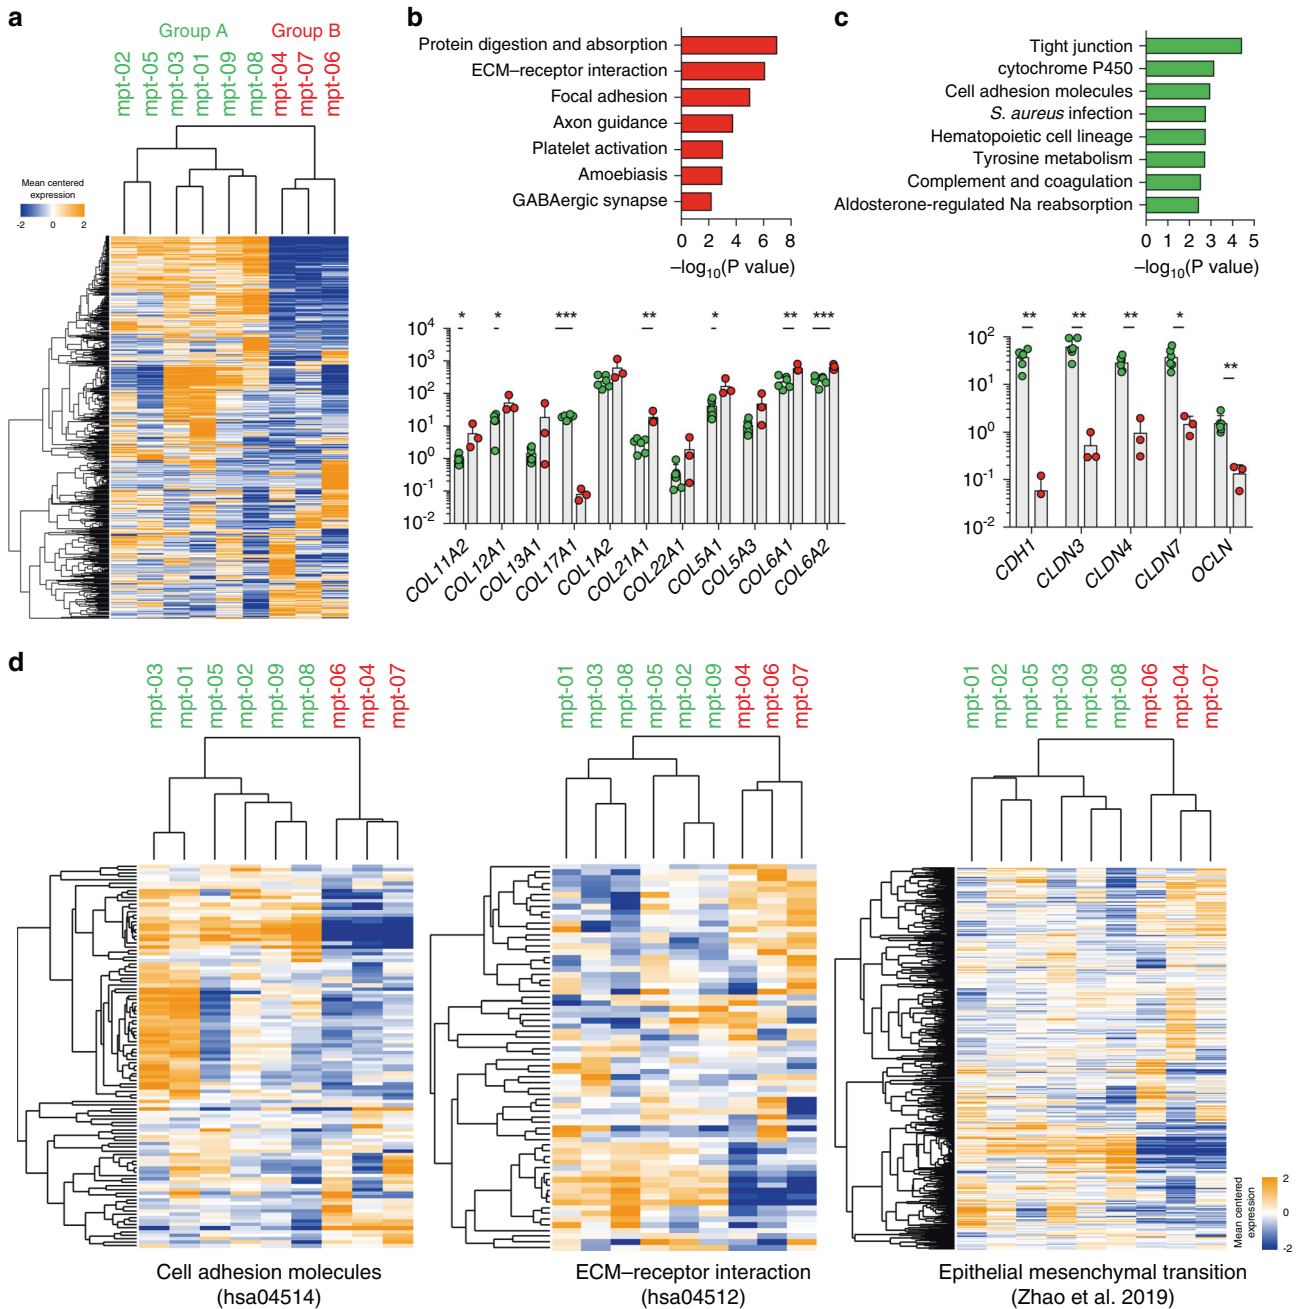 a
Group A Group B
mpt-02 mpt-05 mpt-03 mpt-01 mpt-09 mpt-08 mpt-04 mpt-07 mpt-06
Mean centered
expression
-2 0 2
b
Protein digestion and absorption
ECM–receptor interaction
Focal adhesion
Axon guidance
Platelet activation
Amoebiasis
GABAergic synapse
0 2 4 6 8
–log10(P value)
* * *** ** * ** ***
10^4
10^3
10^2
10^1
10^0
10^-1
10^-2
COL11A2 COL12A1 COL13A1 COL17A1 COL1A2 COL21A1 COL22A1 COL5A1 COL5A3 COL6A1 COL6A2
c
Tight junction
cytochrome P450
Cell adhesion molecules
S. aureus infection
Hematopoietic cell lineage
Tyrosine metabolism
Complement and coagulation
Aldosterone-regulated Na reabsorption
0 1 2 3 4 5
–log10(P value)
** ** ** * **
10^2
10^1
10^0
10^-1
10^-2
CDH1 CLDN3 CLDN4 CLDN7 OCLN
d
mpt-03 mpt-01 mpt-05 mpt-02 mpt-09 mpt-08 mpt-06 mpt-04 mpt-07
Cell adhesion molecules
(hsa04514)
mpt-01 mpt-03 mpt-08 mpt-05 mpt-02 mpt-09 mpt-04 mpt-06 mpt-07
ECM–receptor interaction
(hsa04512)
mpt-01 mpt-02 mpt-05 mpt-03 mpt-09 mpt-08 mpt-06 mpt-04 mpt-07
Epithelial mesenchymal transition
(Zhao et al. 2019)
Mean centered
expression
2
0
-2